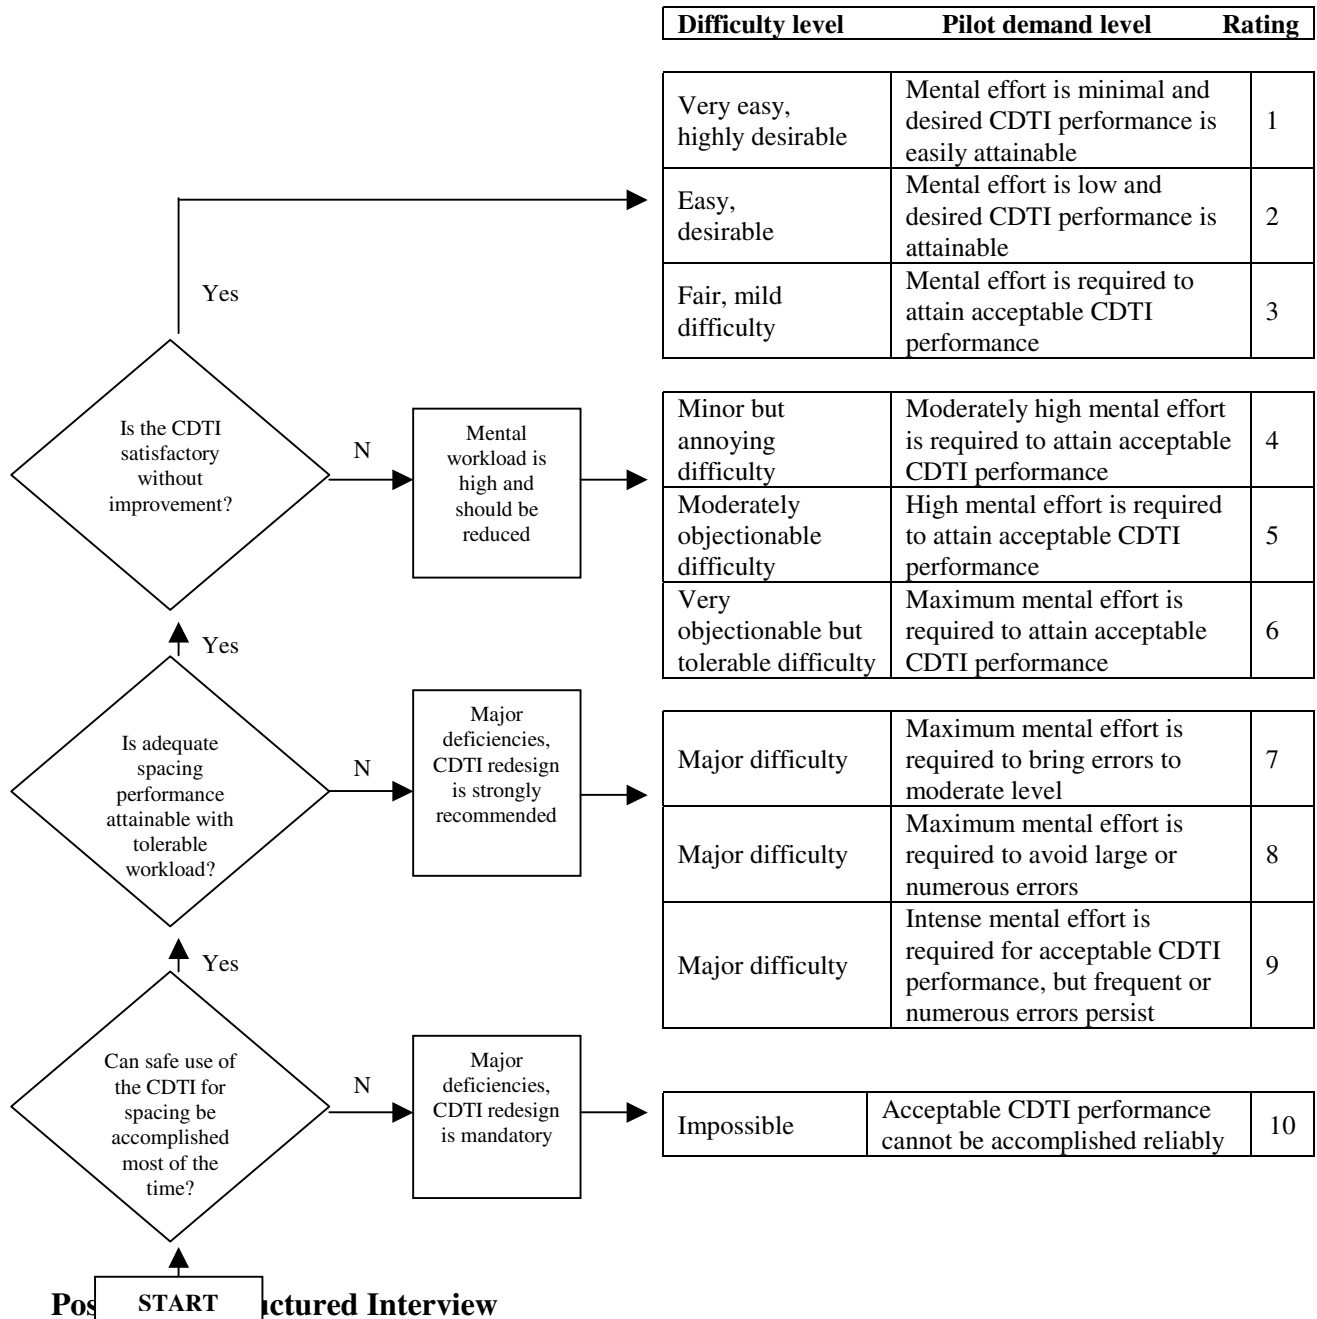 Difficulty level Pilot demand level Rating
Very easy,
highly desirable
Mental effort is minimal and
desired CDTI performance is
easily attainable
1
Easy,
desirable
Mental effort is low and
desired CDTI performance is
attainable
2
Fair, mild
difficulty
Mental effort is required to
attain acceptable CDTI
performance
3
Yes
Is the CDTI
satisfactory
without
improvement?
N
Mental
workload is
high and
should be
reduced
Minor but
annoying
difficulty
Moderately high mental effort
is required to attain acceptable
CDTI performance
4
Moderately
objectionable
difficulty
High mental effort is required
to attain acceptable CDTI
performance
5
Very
objectionable but
tolerable difficulty
Maximum mental effort is
required to attain acceptable
CDTI performance
6
Yes
Is adequate
spacing
performance
attainable with
tolerable
workload?
N
Major
deficiencies,
CDTI redesign
is strongly
recommended
Major difficulty
Maximum mental effort is
required to bring errors to
moderate level
7
Major difficulty
Maximum mental effort is
required to avoid large or
numerous errors
8
Major difficulty
Intense mental effort is
required for acceptable CDTI
performance, but frequent or
numerous errors persist
9
Yes
Can safe use of
the CDTI for
spacing be
accomplished
most of the
time?
N
Major
deficiencies,
CDTI redesign
is mandatory
Impossible
Acceptable CDTI performance
cannot be accomplished reliably
10
START
Interview